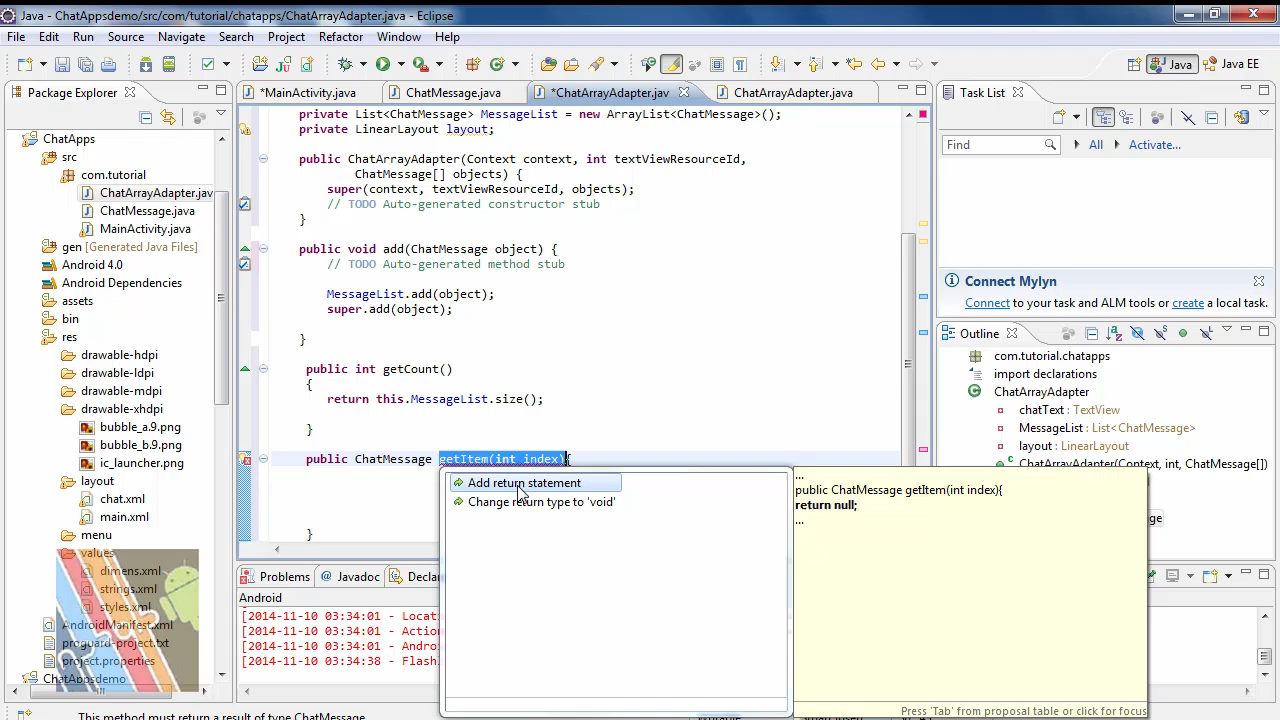 Java - ChatAppsdemo/src/com/tutorial/chatapps/ChatArrayAdapter.java - Eclipse
File Edit Run Source Navigate Search Project Refactor Window Help
Java Java EE
Package Explorer
*MainActivity.java ChatMessage.java *ChatArrayAdapter.jav ChatArrayAdapter.java
Task List
Find All Activate...
ChatApps
src
com.tutorial
ChatArrayAdapter.jav
ChatMessage.java
MainActivity.java
gen [Generated Java Files]
Android 4.0
Android Dependencies
assets
bin
res
drawable-hdpi
drawable-ldpi
drawable-mdpi
drawable-xhdpi
bubble_a.9.png
bubble_b.9.png
ic_launcher.png
layout
chat.xml
main.xml
menu
values
dimens.xml
strings.xml
styles.xml
AndroidManifest.xml
proguard-project.txt
project.properties
ChatAppsdemo
private List<ChatMessage> MessageList = new ArrayList<ChatMessage>();
private LinearLayout layout;
public ChatArrayAdapter(Context context, int textViewResourceId,
ChatMessage[] objects) {
super(context, textViewResourceId, objects);
// TODO Auto-generated constructor stub
}
public void add(ChatMessage object) {
// TODO Auto-generated method stub
MessageList.add(object);
super.add(object);
}
public int getCount()
{
return this.MessageList.size();
}
public ChatMessage getItem(int index){
}
Add return statement
Change return type to 'void'
...
public ChatMessage getItem(int index){
return null;
...
Press 'Tab' from proposal table or click for focus
Connect Mylyn
Connect to your task and ALM tools or create a local task.
Outline
com.tutorial.chatapps
import declarations
ChatArrayAdapter
chatText : TextView
MessageList : List<ChatMessage>
layout : LinearLayout
ChatArrayAdapter(Context, int
Problems Javadoc Declar
Android
[2014-11-10 03:34:01 - Locat
[2014-11-10 03:34:01 - Action
[2014-11-10 03:34:01 - Androi
[2014-11-10 03:34:38 - Flash
This method must return a result of type ChatMessage